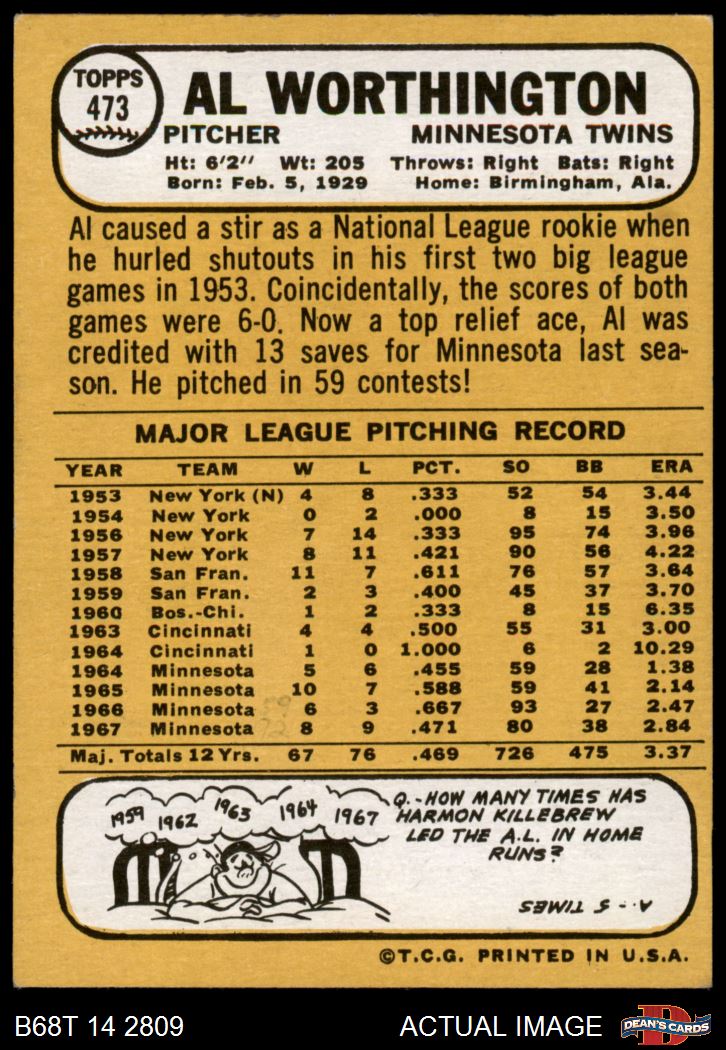 TOPPS
473
AL WORTHINGTON
PITCHER MINNESOTA TWINS
Ht: 6'2'' Wt: 205 Throws: Right Bats: Right
Born: Feb. 5, 1929 Home: Birmingham, Ala.
Al caused a stir as a National League rookie when
he hurled shutouts in his first two big league
games in 1953. Coincidentally, the scores of both
games were 6-0. Now a top relief ace, Al was
credited with 13 saves for Minnesota last sea-
son. He pitched in 59 contests!
MAJOR LEAGUE PITCHING RECORD
YEAR TEAM W L PCT. SO BB ERA
1953 New York (N) 4 8 .333 52 54 3.44
1954 New York 0 2 .000 8 15 3.50
1956 New York 7 14 .333 95 74 3.96
1957 New York 8 11 .421 90 56 4.22
1958 San Fran. 11 7 .611 76 57 3.64
1959 San Fran. 2 3 .400 45 37 3.70
1960 Bos.-Chi. 1 2 .333 8 15 6.35
1963 Cincinnati 4 4 .500 55 31 3.00
1964 Cincinnati 1 0 1.000 6 2 10.29
1964 Minnesota 5 6 .455 59 28 1.38
1965 Minnesota 10 7 .588 59 41 2.14
1966 Minnesota 6 3 .667 93 27 2.47
1967 Minnesota 8 9 .471 80 38 2.84
Maj. Totals 12 Yrs. 67 76 .469 726 475 3.37
1959 1962 1963 1964 1967
Q.--HOW MANY TIMES HAS
HARMON KILLEBREW
LED THE A.L. IN HOME
RUNS?
A--5 TIMES
©T.C.G. PRINTED IN U.S.A.
B68T 14 2809 ACTUAL IMAGE
D
DEAN'S CARDS